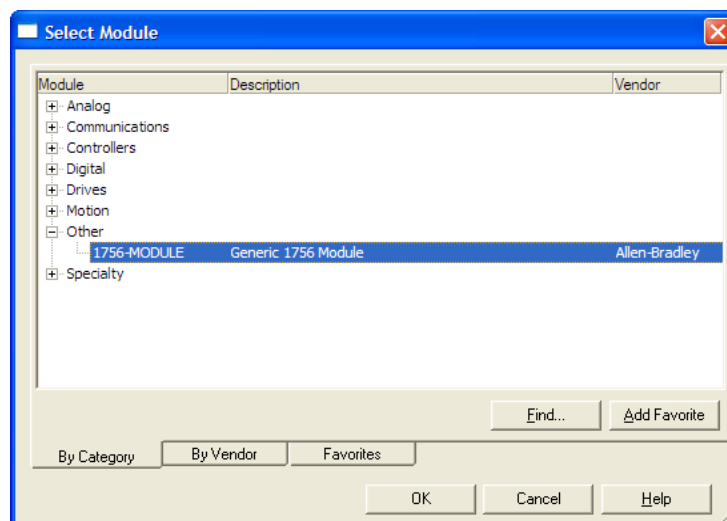 Select Module
Module Description Vendor
Analog
Communications
Controllers
Digital
Drives
Motion
Other
1756-MODULE Generic 1756 Module Allen-Bradley
Specialty
Find... Add Favorite
By Category By Vendor Favorites
OK Cancel Help